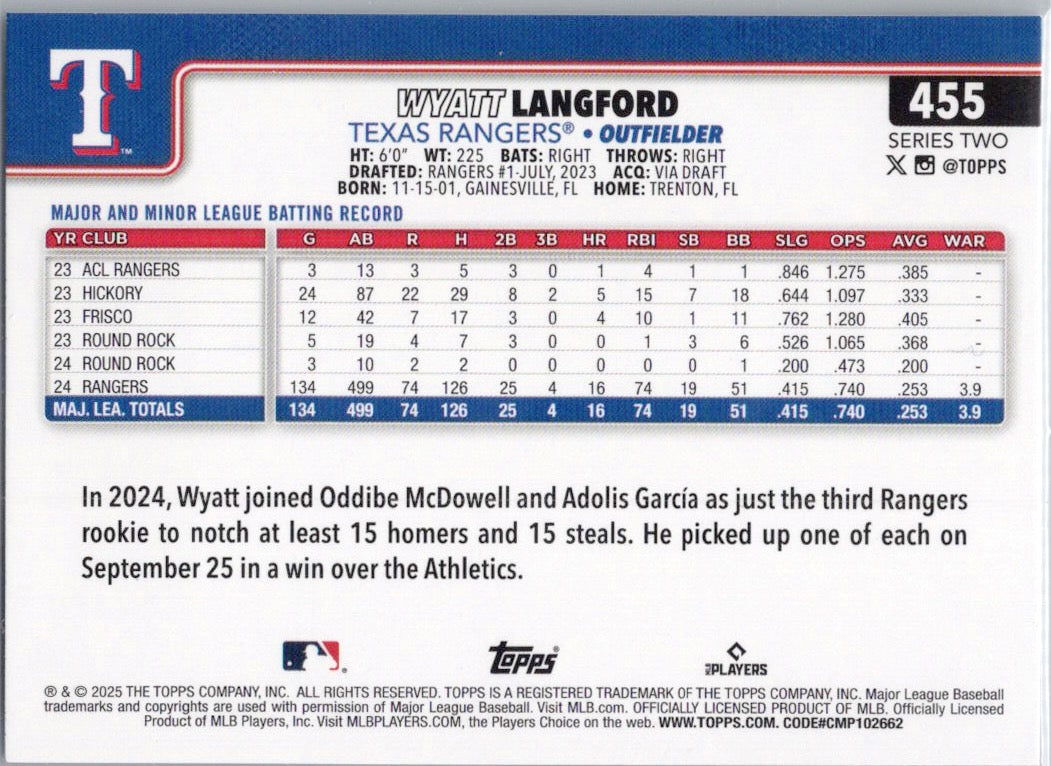 T
TM
WYATT LANGFORD
455
TEXAS RANGERS® • OUTFIELDER
SERIES TWO
HT: 6'0" WT: 225 BATS: RIGHT THROWS: RIGHT
DRAFTED: RANGERS #1-JULY, 2023 ACQ: VIA DRAFT
@TOPPS
BORN: 11-15-01, GAINESVILLE, FL HOME: TRENTON, FL
MAJOR AND MINOR LEAGUE BATTING RECORD
YR CLUB G AB R H 2B 3B HR RBI SB BB SLG OPS AVG WAR
23 ACL RANGERS 3 13 3 5 3 0 1 4 1 1 .846 1.275 .385 -
23 HICKORY 24 87 22 29 8 2 5 15 7 18 .644 1.097 .333 -
23 FRISCO 12 42 7 17 3 0 4 10 1 11 .762 1.280 .405 -
23 ROUND ROCK 5 19 4 7 3 0 0 1 3 6 .526 1.065 .368 -
24 ROUND ROCK 3 10 2 2 0 0 0 0 0 1 .200 .473 .200 -
24 RANGERS 134 499 74 126 25 4 16 74 19 51 .415 .740 .253 3.9
MAJ. LEA. TOTALS 134 499 74 126 25 4 16 74 19 51 .415 .740 .253 3.9
In 2024, Wyatt joined Oddibe McDowell and Adolis García as just the third Rangers
rookie to notch at least 15 homers and 15 steals. He picked up one of each on
September 25 in a win over the Athletics.
topps®
MLB PLAYERS
® & © 2025 THE TOPPS COMPANY, INC. ALL RIGHTS RESERVED. TOPPS IS A REGISTERED TRADEMARK OF THE TOPPS COMPANY, INC. Major League Baseball
trademarks and copyrights are used with permission of Major League Baseball. Visit MLB.com. OFFICIALLY LICENSED PRODUCT OF MLB. Officially Licensed
Product of MLB Players, Inc. Visit MLBPLAYERS.COM, the Players Choice on the web. WWW.TOPPS.COM. CODE#CMP102662